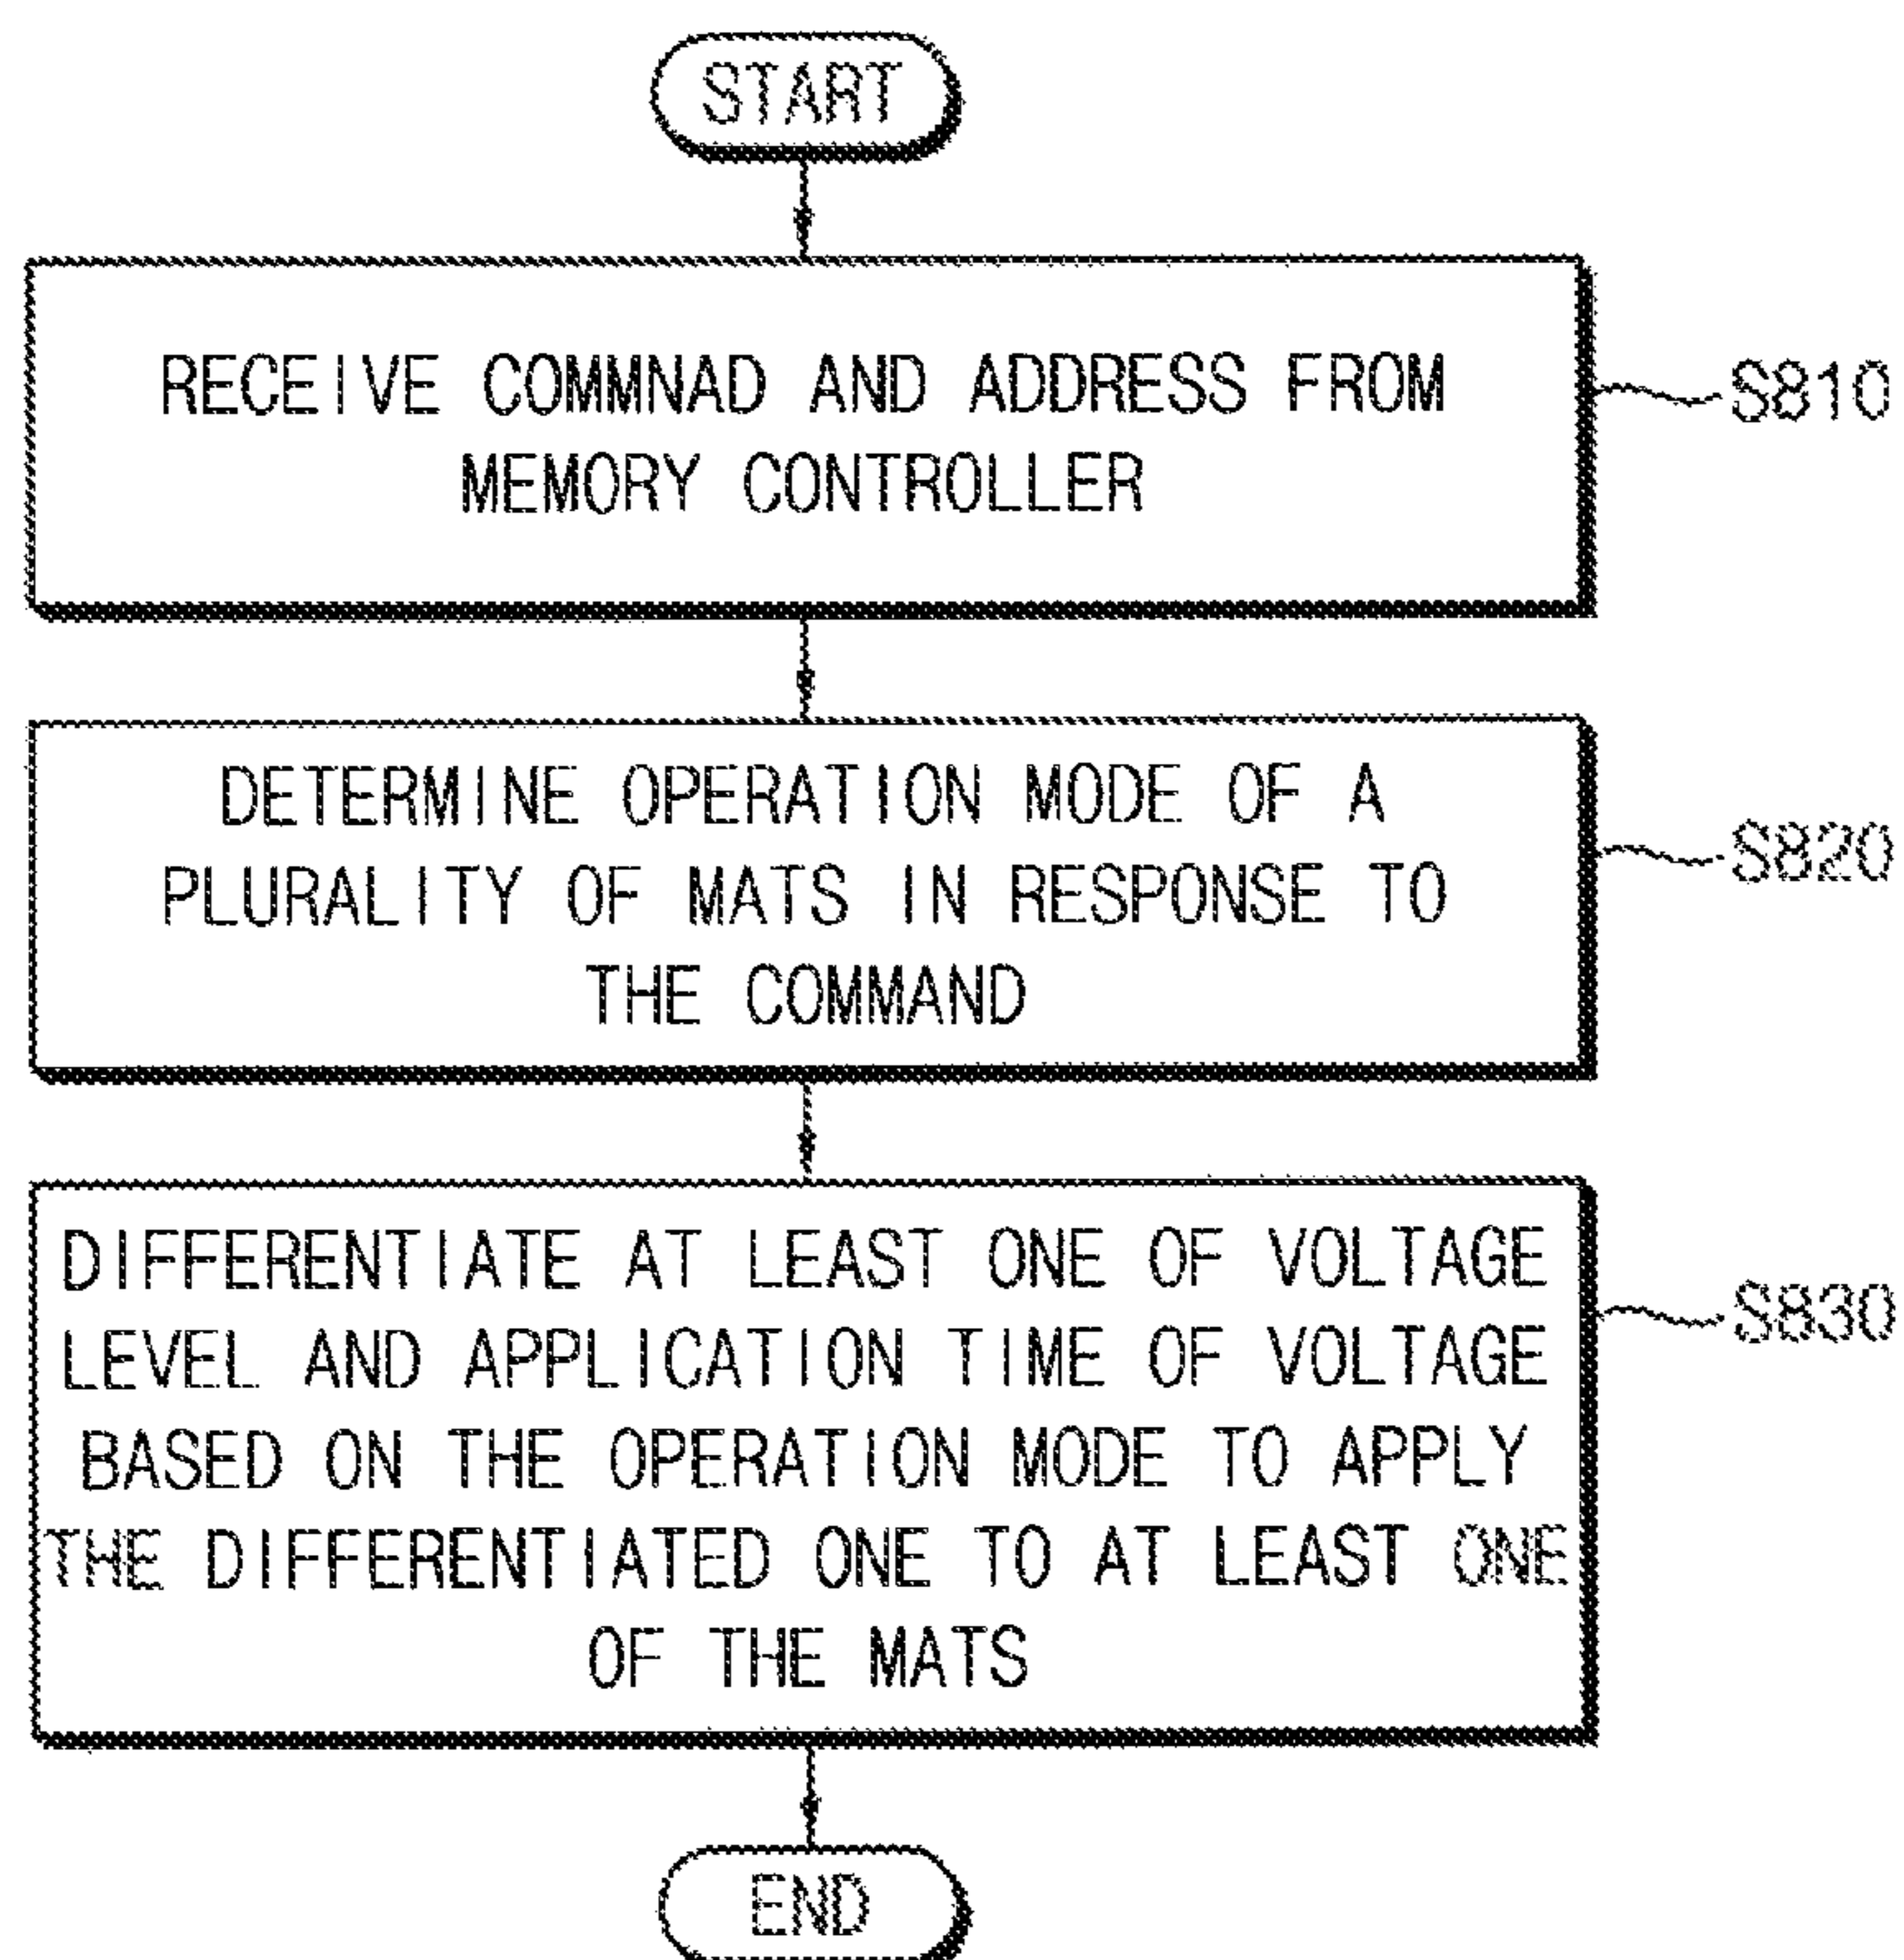 START
RECEIVE COMMNAD AND ADDRESS FROM
MEMORY CONTROLLER
S810
DETERMINE OPERATION MODE OF A
PLURALITY OF MATS IN RESPONSE TO
THE COMMAND
S820
DIFFERENTIATE AT LEAST ONE OF VOLTAGE
LEVEL AND APPLICATION TIME OF VOLTAGE
BASED ON THE OPERATION MODE TO APPLY
THE DIFFERENTIATED ONE TO AT LEAST ONE
OF THE MATS
S830
END